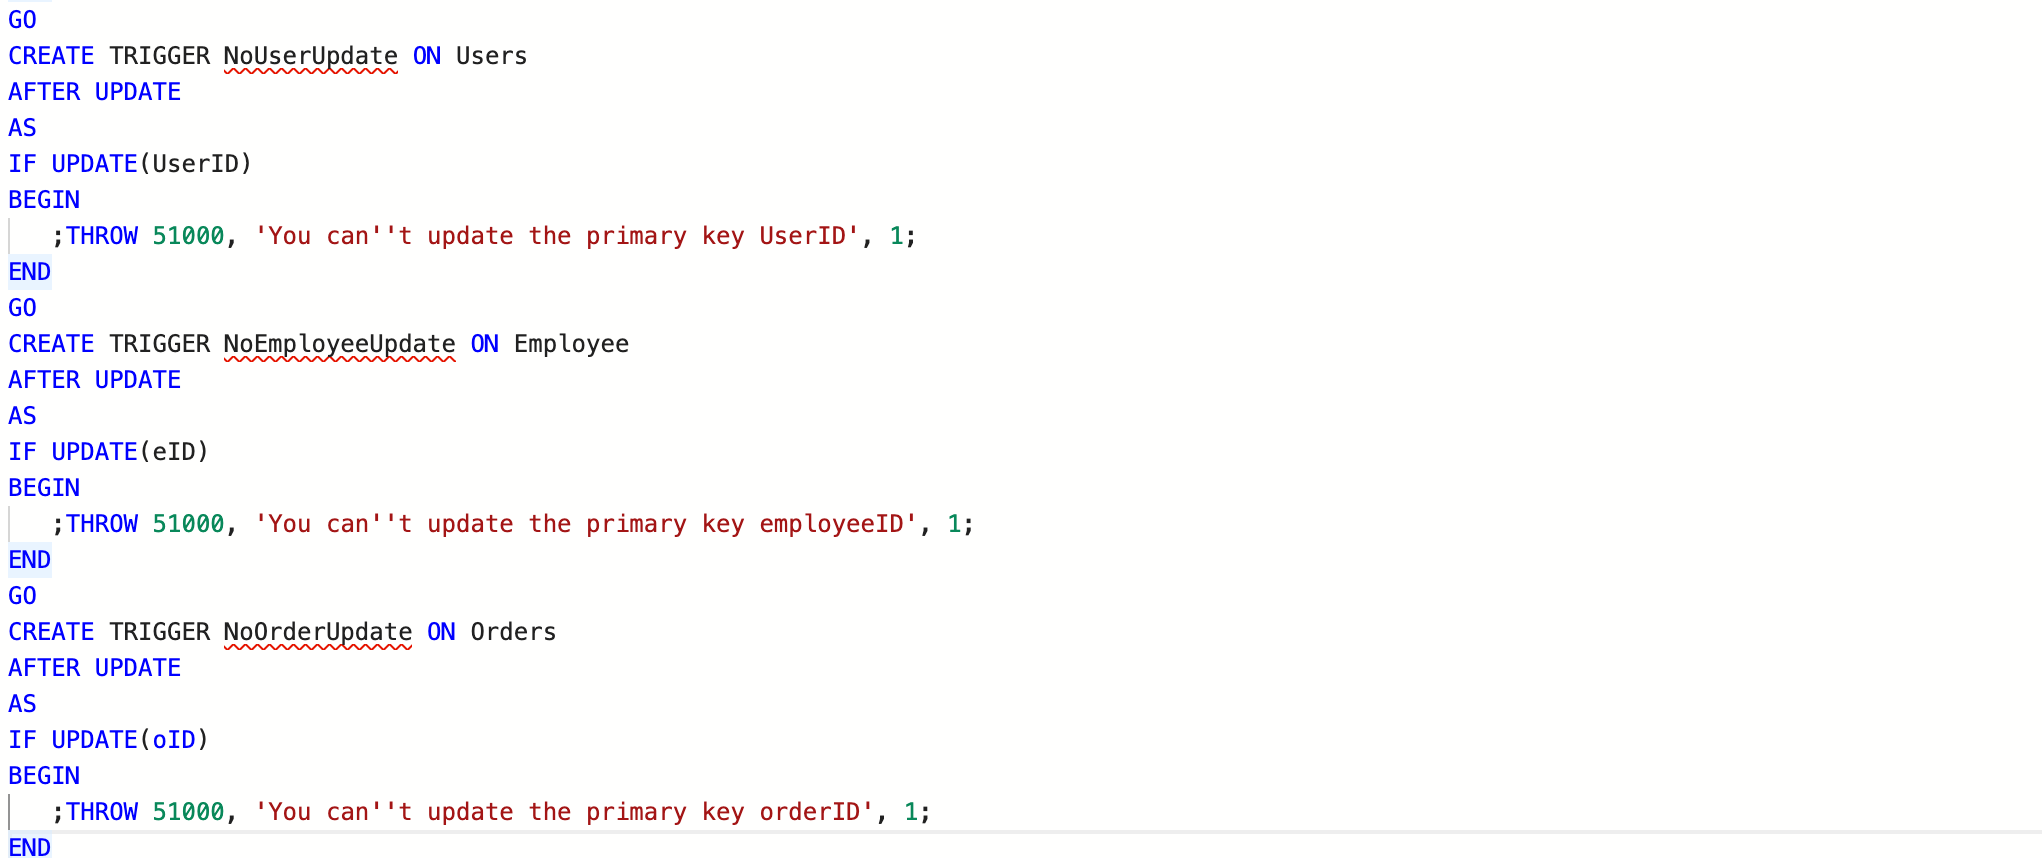 GO
CREATE TRIGGER NoUserUpdate ON Users
AFTER UPDATE
AS
IF UPDATE(UserID)
BEGIN
   ;THROW 51000, 'You can''t update the primary key UserID', 1;
END
GO
CREATE TRIGGER NoEmployeeUpdate ON Employee
AFTER UPDATE
AS
IF UPDATE(eID)
BEGIN
   ;THROW 51000, 'You can''t update the primary key employeeID', 1;
END
GO
CREATE TRIGGER NoOrderUpdate ON Orders
AFTER UPDATE
AS
IF UPDATE(oID)
BEGIN
   ;THROW 51000, 'You can''t update the primary key orderID', 1;
END